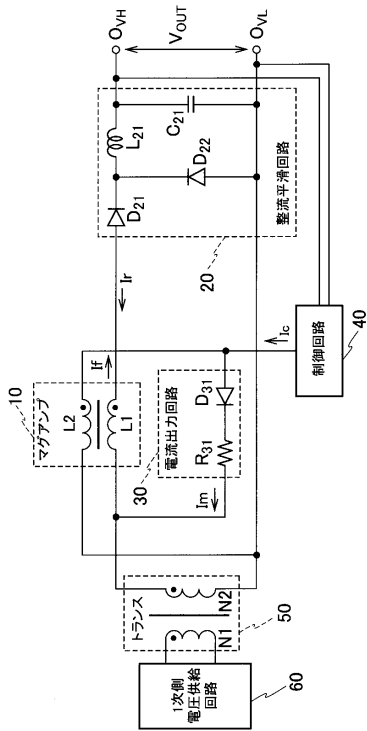 10
マグアンプ
L2
L1
If
Ir
D₂₁
L₂₁
C₂₁
D₂₂
整流平滑回路
20
O_VH
V_OUT
O_VL
30
電流出力回路
R₃₁
D₃₁
Im
Ic
制御回路
40
トランス
N1
N2
50
1次側
電圧供給
回路
60